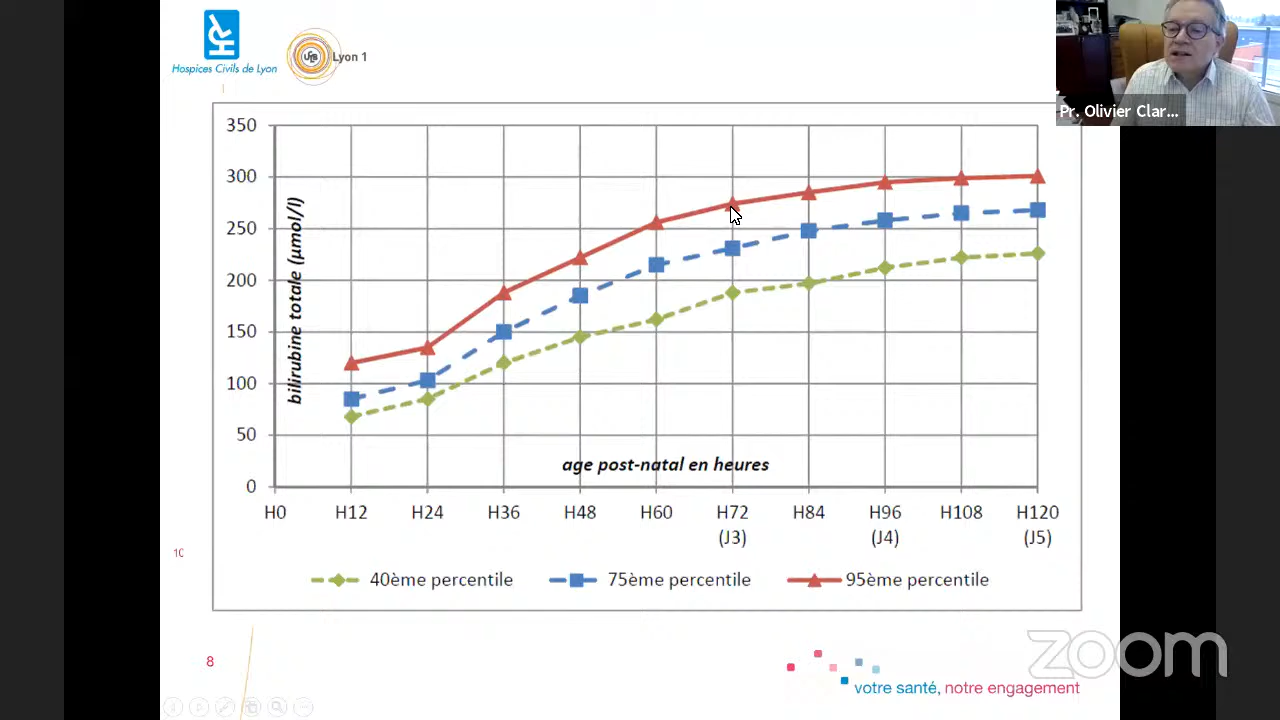 Hospices Civils de Lyon
Lyon 1
Pr. Olivier Clar...
350
300
250
200
150
100
50
0
bilirubine totale (µmol/l)
age post-natal en heures
H0 H12 H24 H36 H48 H60 H72 H84 H96 H108 H120
(J3) (J4) (J5)
40ème percentile 75ème percentile 95ème percentile
10
8
zoom
votre santé, notre engagement